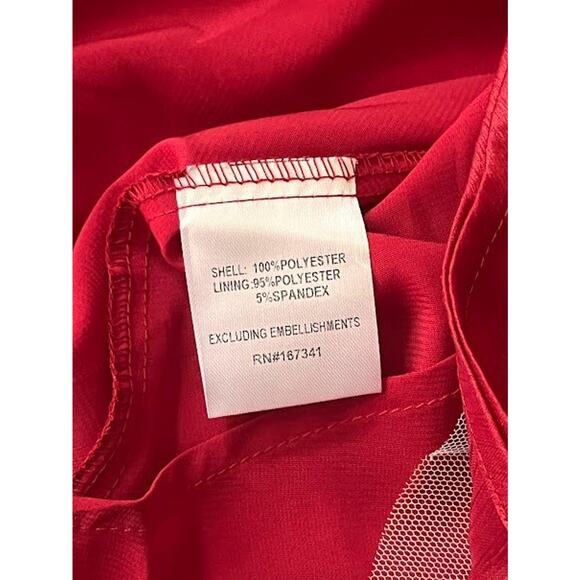 SHELL: 100%POLYESTER
LINING:95%POLYESTER
5%SPANDEX
EXCLUDING EMBELLISHMENTS
RN#167341